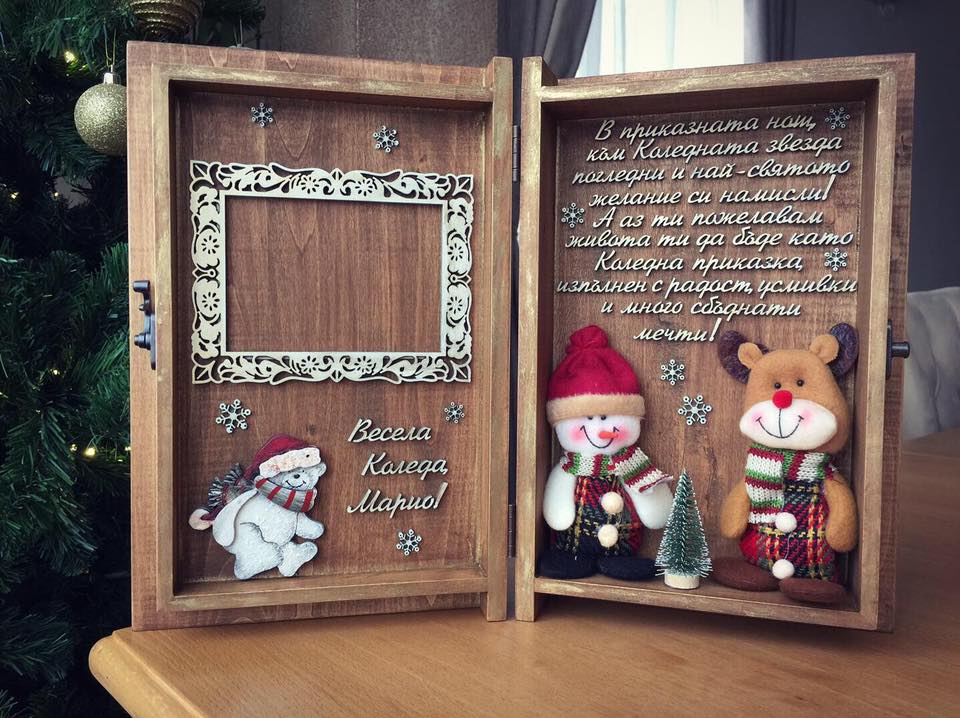 Весела
Коледа,
Марио!
В приказната нощ,
към Коледната звезда
погледни и най-святото
желание си намисли!
А аз ти пожелавам
живота ти да бъде като
Коледна приказка,
изпълнен с радост, усмивки
и много сбъднати
мечти!